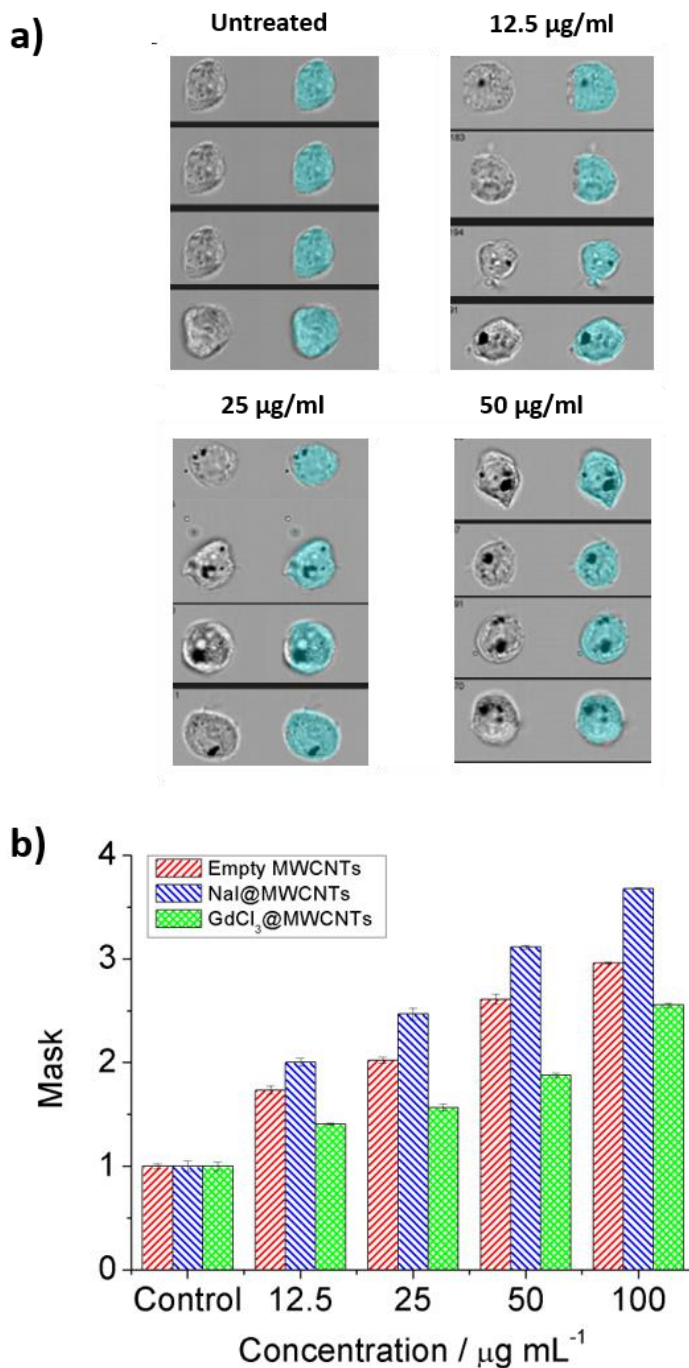 a)
Untreated
12.5 µg/ml
183
194
91
25 µg/ml
50 µg/ml
1
7
91
70
b)
Empty MWCNTs
NaI@MWCNTs
GdCl₃@MWCNTs
4
3
2
1
0
Mask
Control 12.5 25 50 100
Concentration / µg mL⁻¹